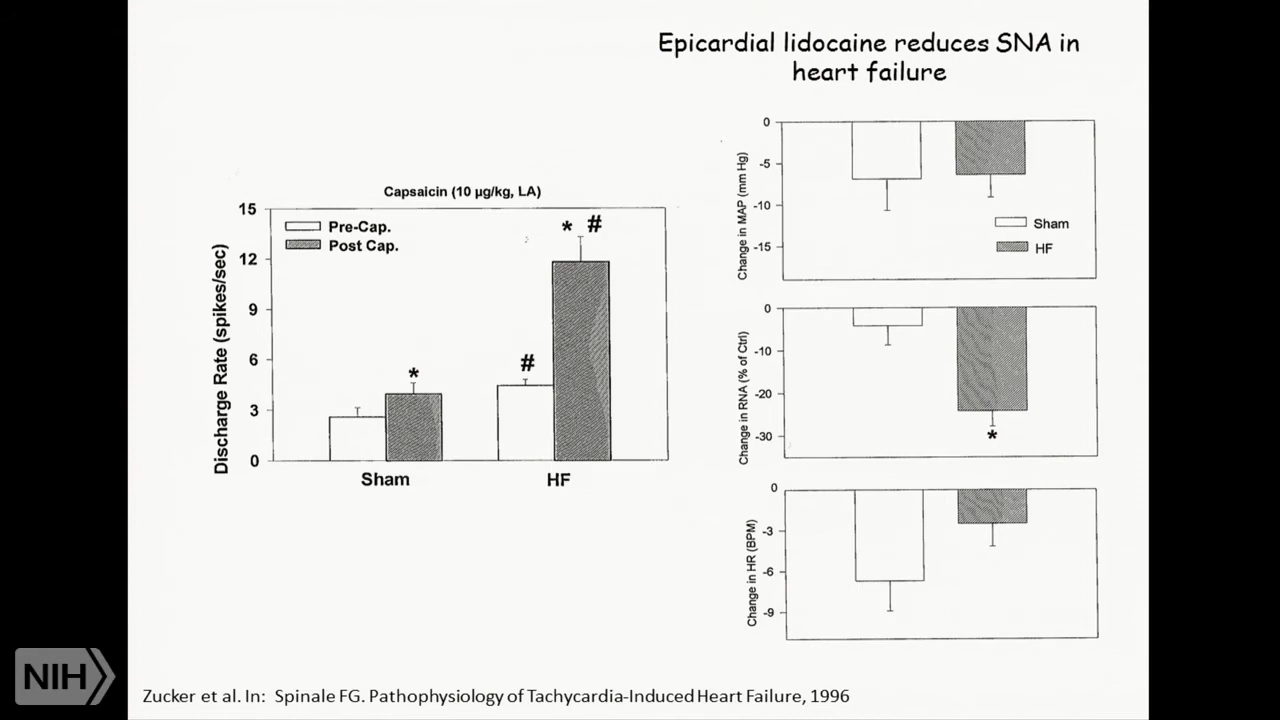 Epicardial lidocaine reduces SNA in
heart failure
Capsaicin (10 µg/kg, LA)
Discharge Rate (spikes/sec)
15
12
9
6
3
0
Pre-Cap.
Post Cap.
*
#
* #
Sham
HF
Change in MAP (mm Hg)
0
-5
-10
-15
Sham
HF
Change in RNA (% of Ctrl)
0
-10
-20
-30
*
Change in HR (BPM)
0
-3
-6
-9
NIH
Zucker et al. In: Spinale FG. Pathophysiology of Tachycardia-Induced Heart Failure, 1996